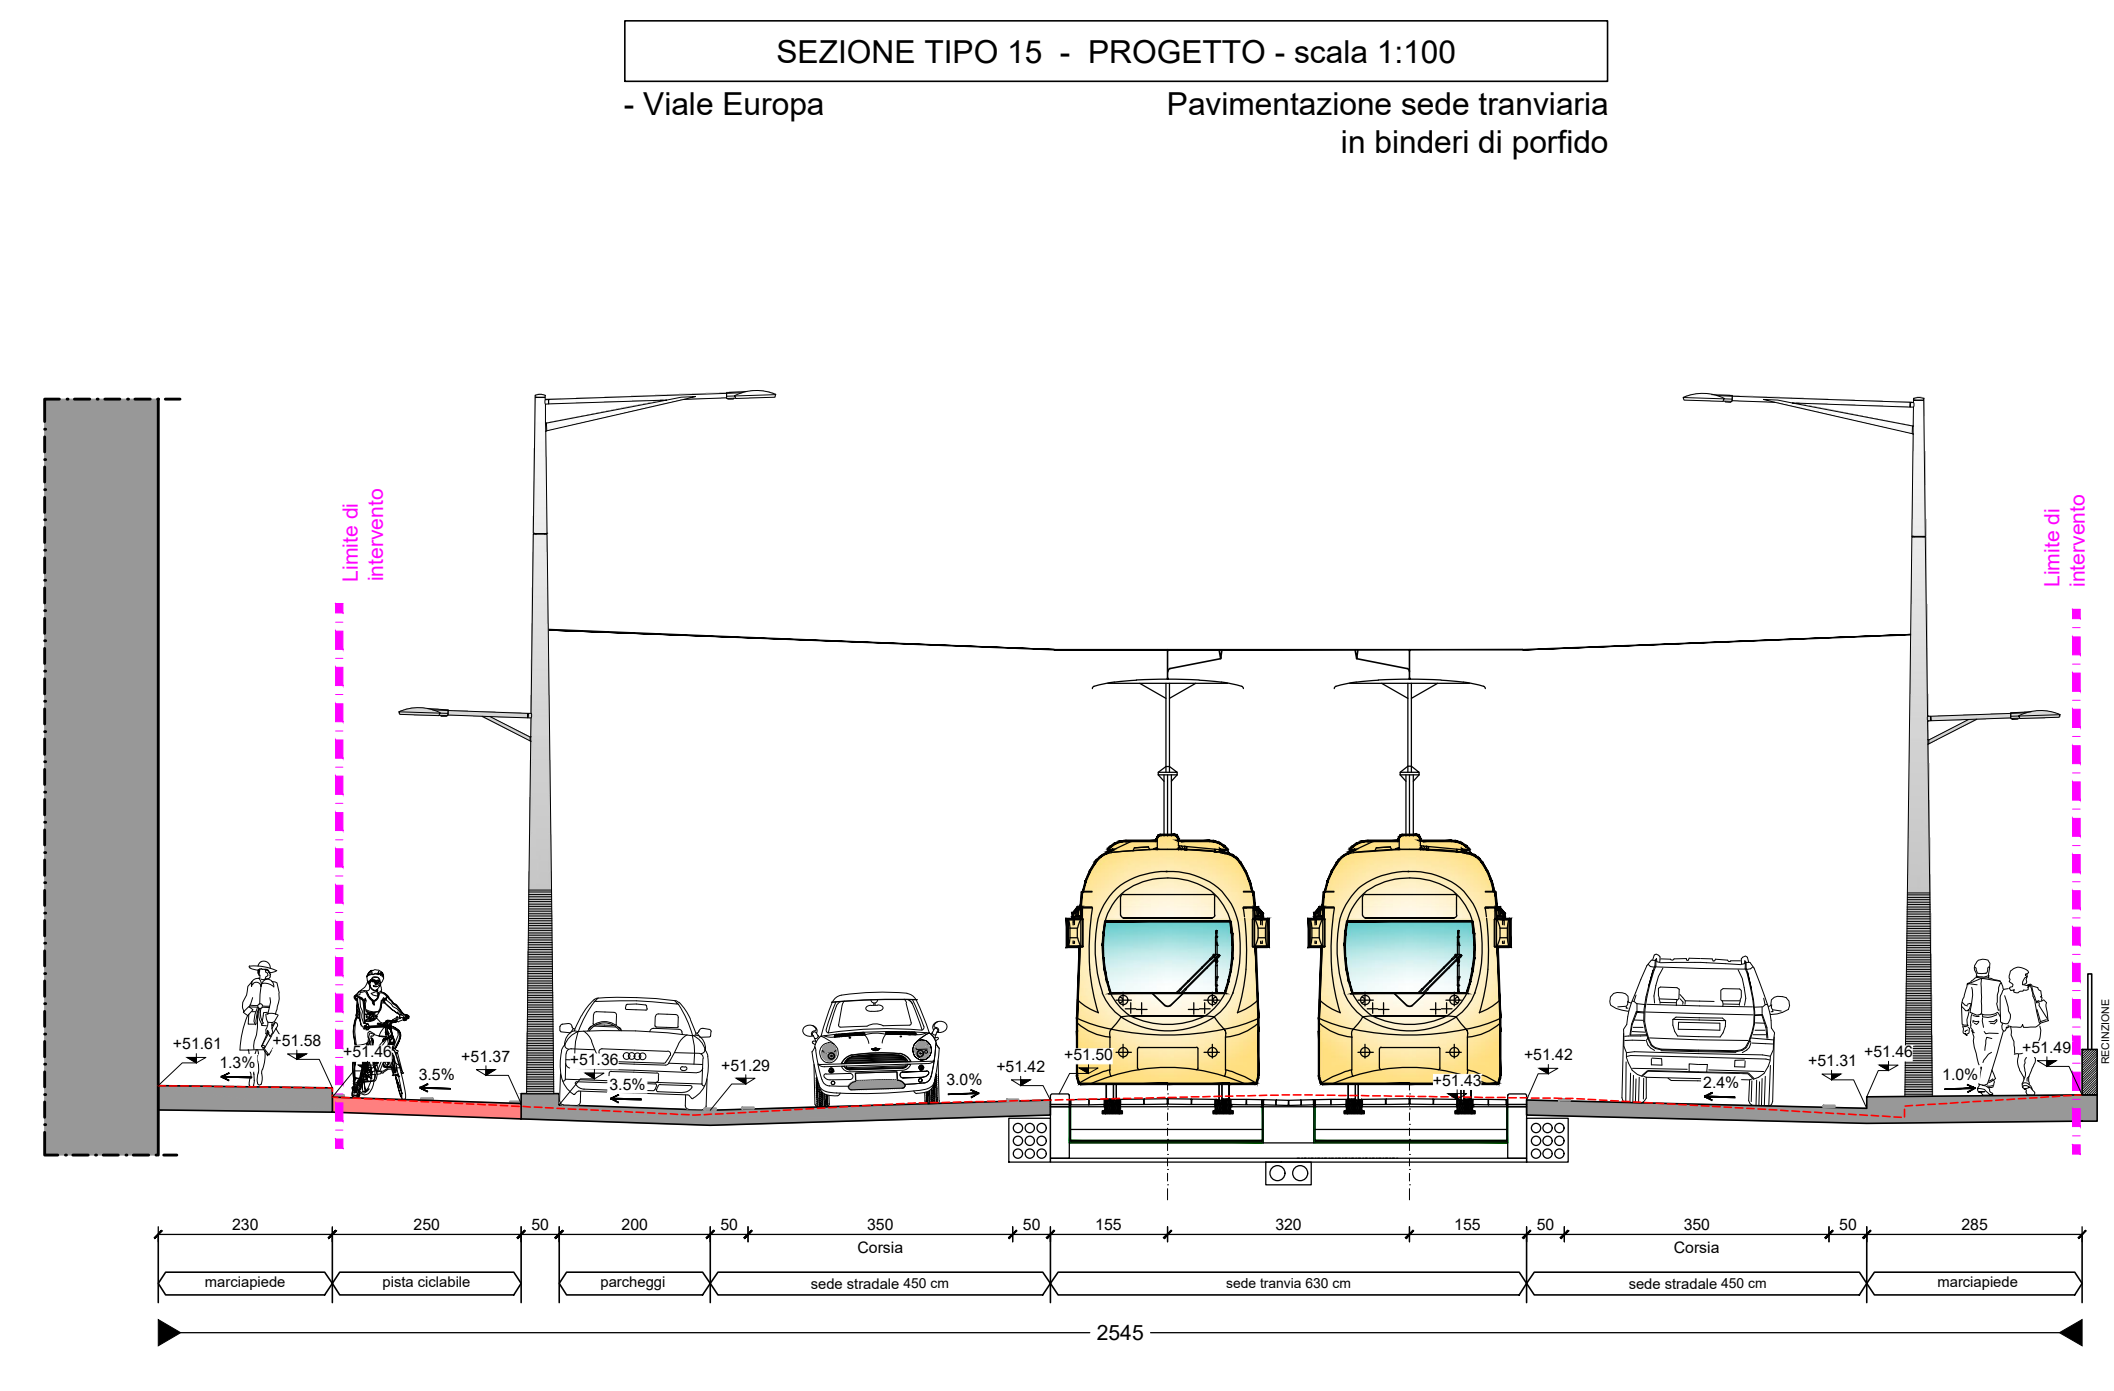 SEZIONE TIPO 15 - PROGETTO - scala 1:100
- Viale Europa
Pavimentazione sede tranviaria
in binderi di porfido
Limite di
intervento
Limite di
intervento
+51.61
1.3%
+51.58
+51.46
3.5%
+51.37
+51.36
3.5%
+51.29
3.0%
+51.42
+51.50
+51.43
+51.42
2.4%
+51.31
+51.46
1.0%
+51.49
RECINZIONE
230
250
50
200
50
350
50
155
320
155
50
350
50
285
Corsia
Corsia
marciapiede
pista ciclabile
parcheggi
sede stradale 450 cm
sede tranvia 630 cm
sede stradale 450 cm
marciapiede
2545